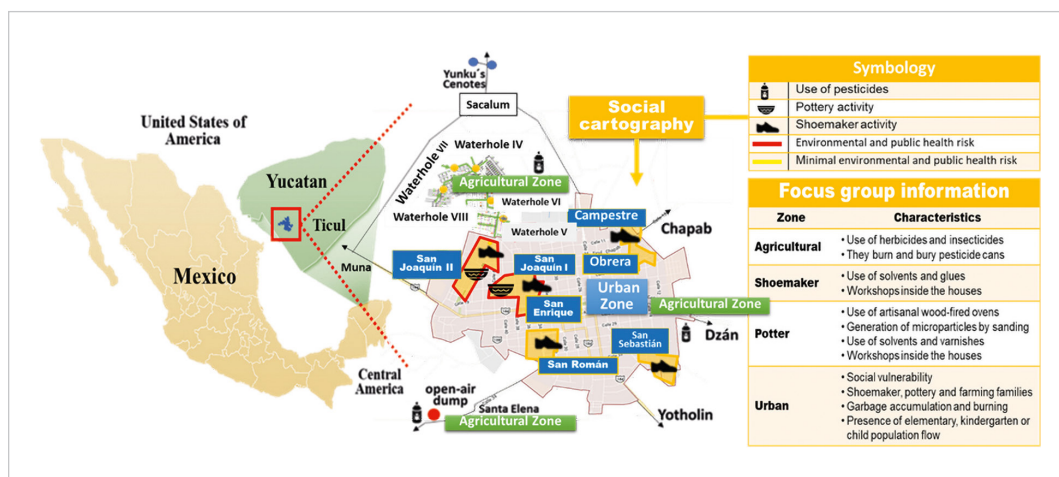 United States of
America
Yucatan
Ticul
Mexico
Central
America
Yunku´s
Cenotes
Sacalum
Social
cartography
Waterhole VII
Waterhole IV
Agricultural Zone
Waterhole VI
Waterhole VIII
Waterhole V
Campestre
Chapab
Muna
San
Joaquín II
San
Joaquín I
Obrera
Urban
Zone
San
Enrique
Agricultural Zone
Dzán
San
Sebastián
San Román
open-air
dump
Santa Elena
Agricultural Zone
Yotholin
Symbology
Use of pesticides
Pottery activity
Shoemaker activity
Environmental and public health risk
Minimal environmental and public health risk
Focus group information
Zone Characteristics
Agricultural
• Use of herbicides and insecticides
• They burn and bury pesticide cans
Shoemaker
• Use of solvents and glues
• Workshops inside the houses
Potter
• Use of artisanal wood-fired ovens
• Generation of microparticles by sanding
• Use of solvents and varnishes
• Workshops inside the houses
Urban
• Social vulnerability
• Shoemaker, pottery and farming families
• Garbage accumulation and burning
• Presence of elementary, kindergarten or
child population flow